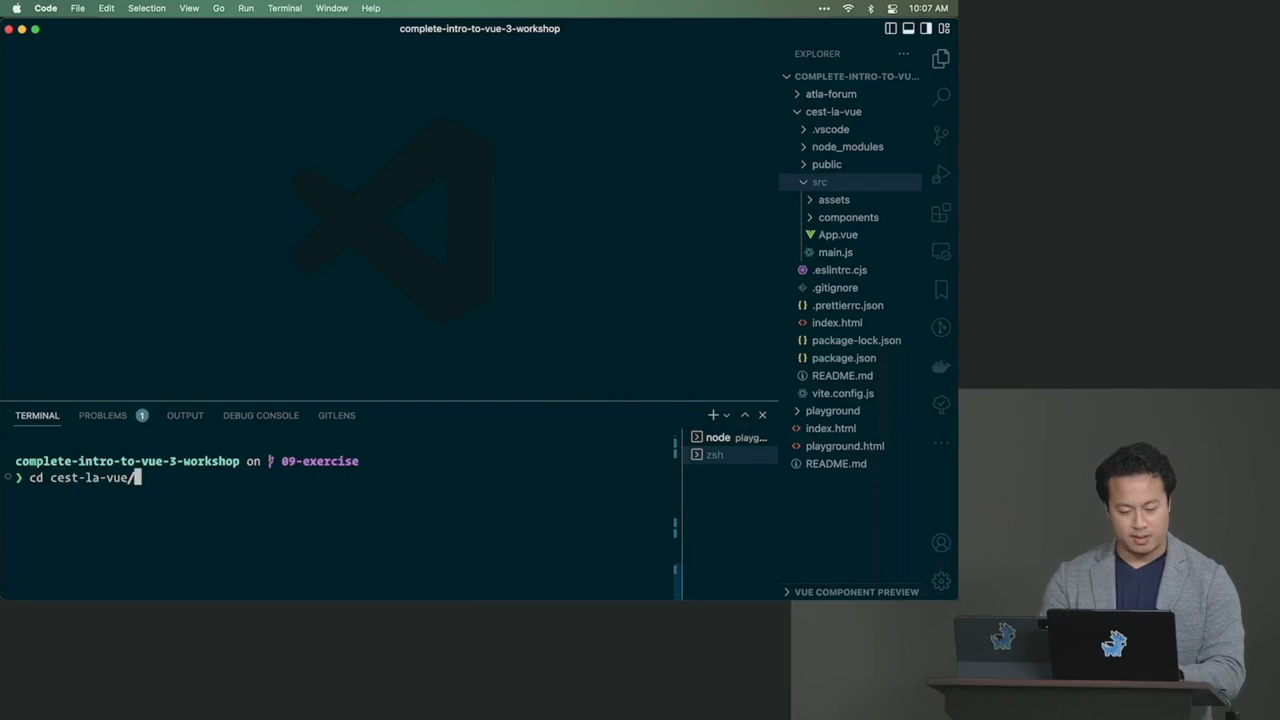 Code File Edit Selection View Go Run Terminal Window Help 10:07 AM
complete-intro-to-vue-3-workshop
EXPLORER
COMPLETE-INTRO-TO-VU...
atla-forum
cest-la-vue
.vscode
node_modules
public
src
assets
components
App.vue
main.js
.eslintrc.cjs
.gitignore
.prettierrc.json
index.html
package-lock.json
package.json
README.md
vite.config.js
playground
index.html
playground.html
README.md
VUE COMPONENT PREVIEW
TERMINAL PROBLEMS 1 OUTPUT DEBUG CONSOLE GITLENS
node playg...
zsh
complete-intro-to-vue-3-workshop on 09-exercise
❯ cd cest-la-vue/